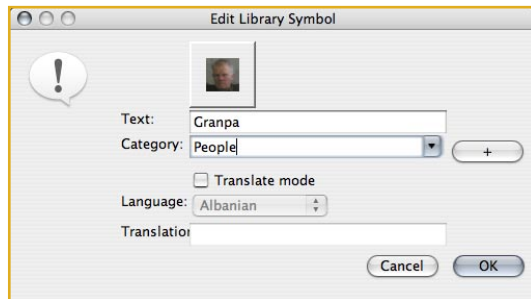 Edit Library Symbol
Text: Granpa
Category: People +
Translate mode
Language: Albanian
Translation
Cancel OK